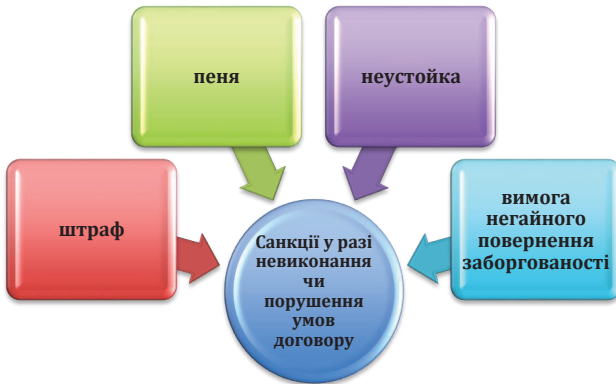 пеня
неустойка
штраф
вимога
негайного
повернення
заборгованості
Санкції у разі
невиконання
чи
порушення
умов
договору